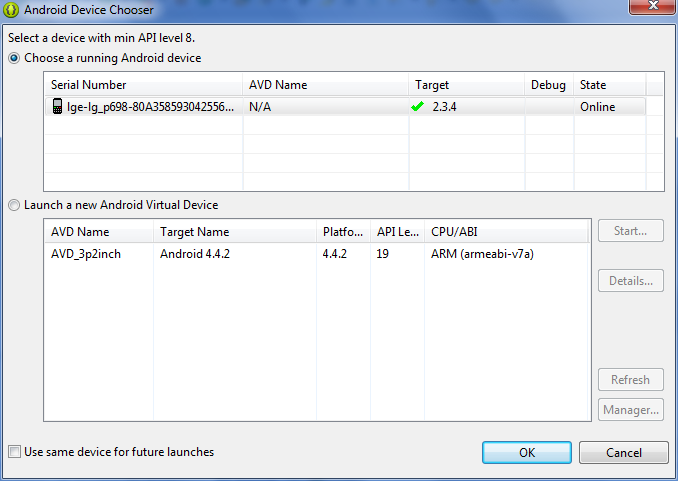 Android Device Chooser
Select a device with min API level 8.
Choose a running Android device
Serial Number AVD Name Target Debug State
lge-lg_p698-80A358593042556... N/A 2.3.4 Online
Launch a new Android Virtual Device
AVD Name Target Name Platfo... API Le... CPU/ABI
Start...
AVD_3p2inch Android 4.4.2 4.4.2 19 ARM (armeabi-v7a)
Details...
Refresh
Manager...
Use same device for future launches
OK Cancel